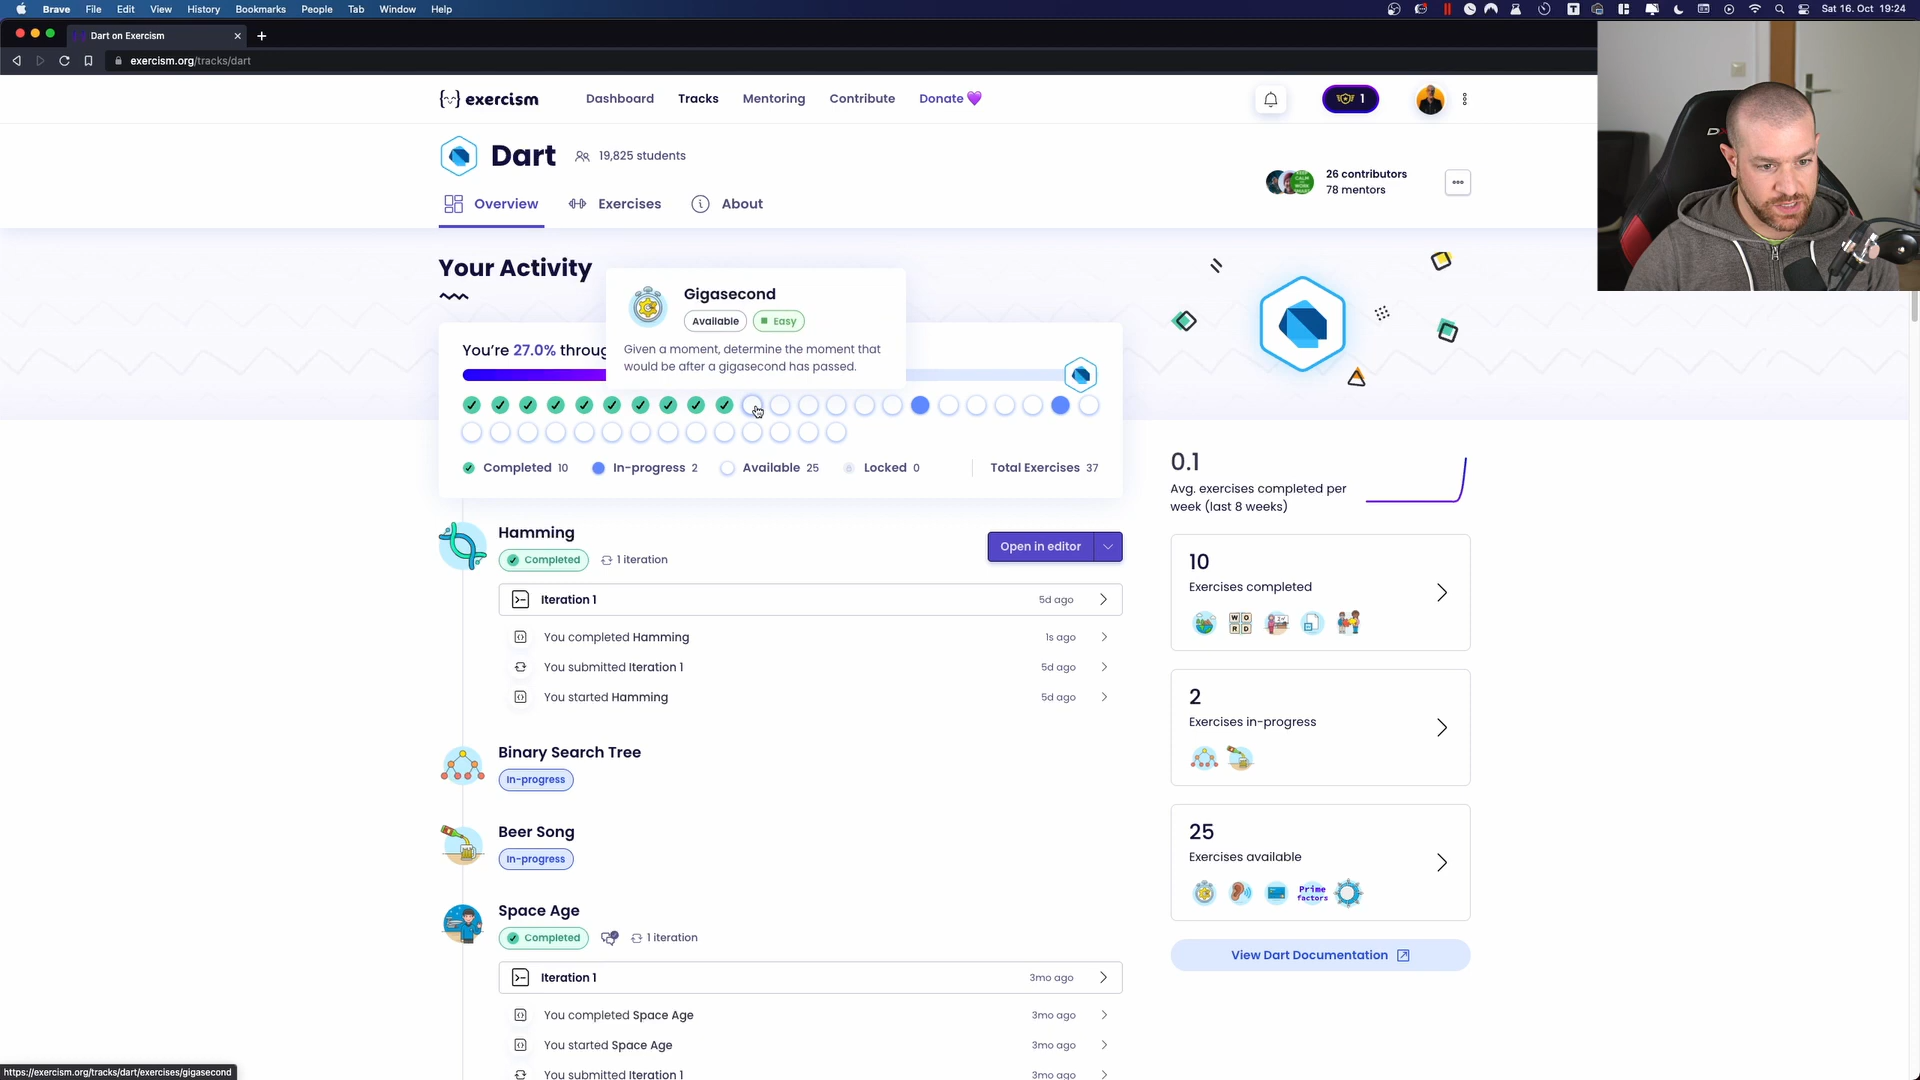 Brave File Edit View History Bookmarks People Tab Window Help
Sat 16. Oct 19:24
Dart on Exercism
exercism.org/tracks/dart
exercism Dashboard Tracks Mentoring Contribute Donate
1
Dart 19,825 students
26 contributors
78 mentors
Overview Exercises About
Your Activity
Gigasecond
Available Easy
Given a moment, determine the moment that
would be after a gigasecond has passed.
You're 27.0% throug
Completed 10 In-progress 2 Available 25 Locked 0 Total Exercises 37
Hamming
Completed 1 iteration
Open in editor
Iteration 1 5d ago
You completed Hamming 1s ago
You submitted Iteration 1 5d ago
You started Hamming 5d ago
Binary Search Tree
In-progress
Beer Song
In-progress
Space Age
Completed 1 iteration
Iteration 1 3mo ago
You completed Space Age 3mo ago
You started Space Age 3mo ago
You submitted Iteration 1 3mo ago
0.1
Avg. exercises completed per
week (last 8 weeks)
10
Exercises completed
WORD
2
Exercises in-progress
25
Exercises available
Prime
factors
View Dart Documentation
https://exercism.org/tracks/dart/exercises/gigasecond